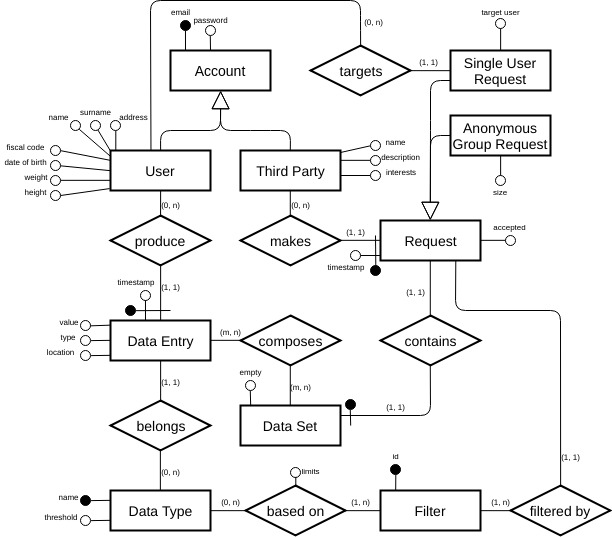 email
password
(0, n)
target user
Account
targets
(1, 1)
Single User
Request
name
surname
address
Anonymous
Group Request
fiscal code
date of birth
weight
height
User
Third Party
name
description
interests
size
(0, n)
(0, n)
produce
makes
(1, 1)
Request
accepted
timestamp
(1, 1)
timestamp
(1, 1)
value
type
location
Data Entry
(m, n)
composes
contains
(1, 1)
empty
(m, n)
(1, 1)
belongs
Data Set
(0, n)
id
(1, 1)
limits
name
threshold
Data Type
(0, n)
based on
(1, n)
Filter
(1, n)
filtered by